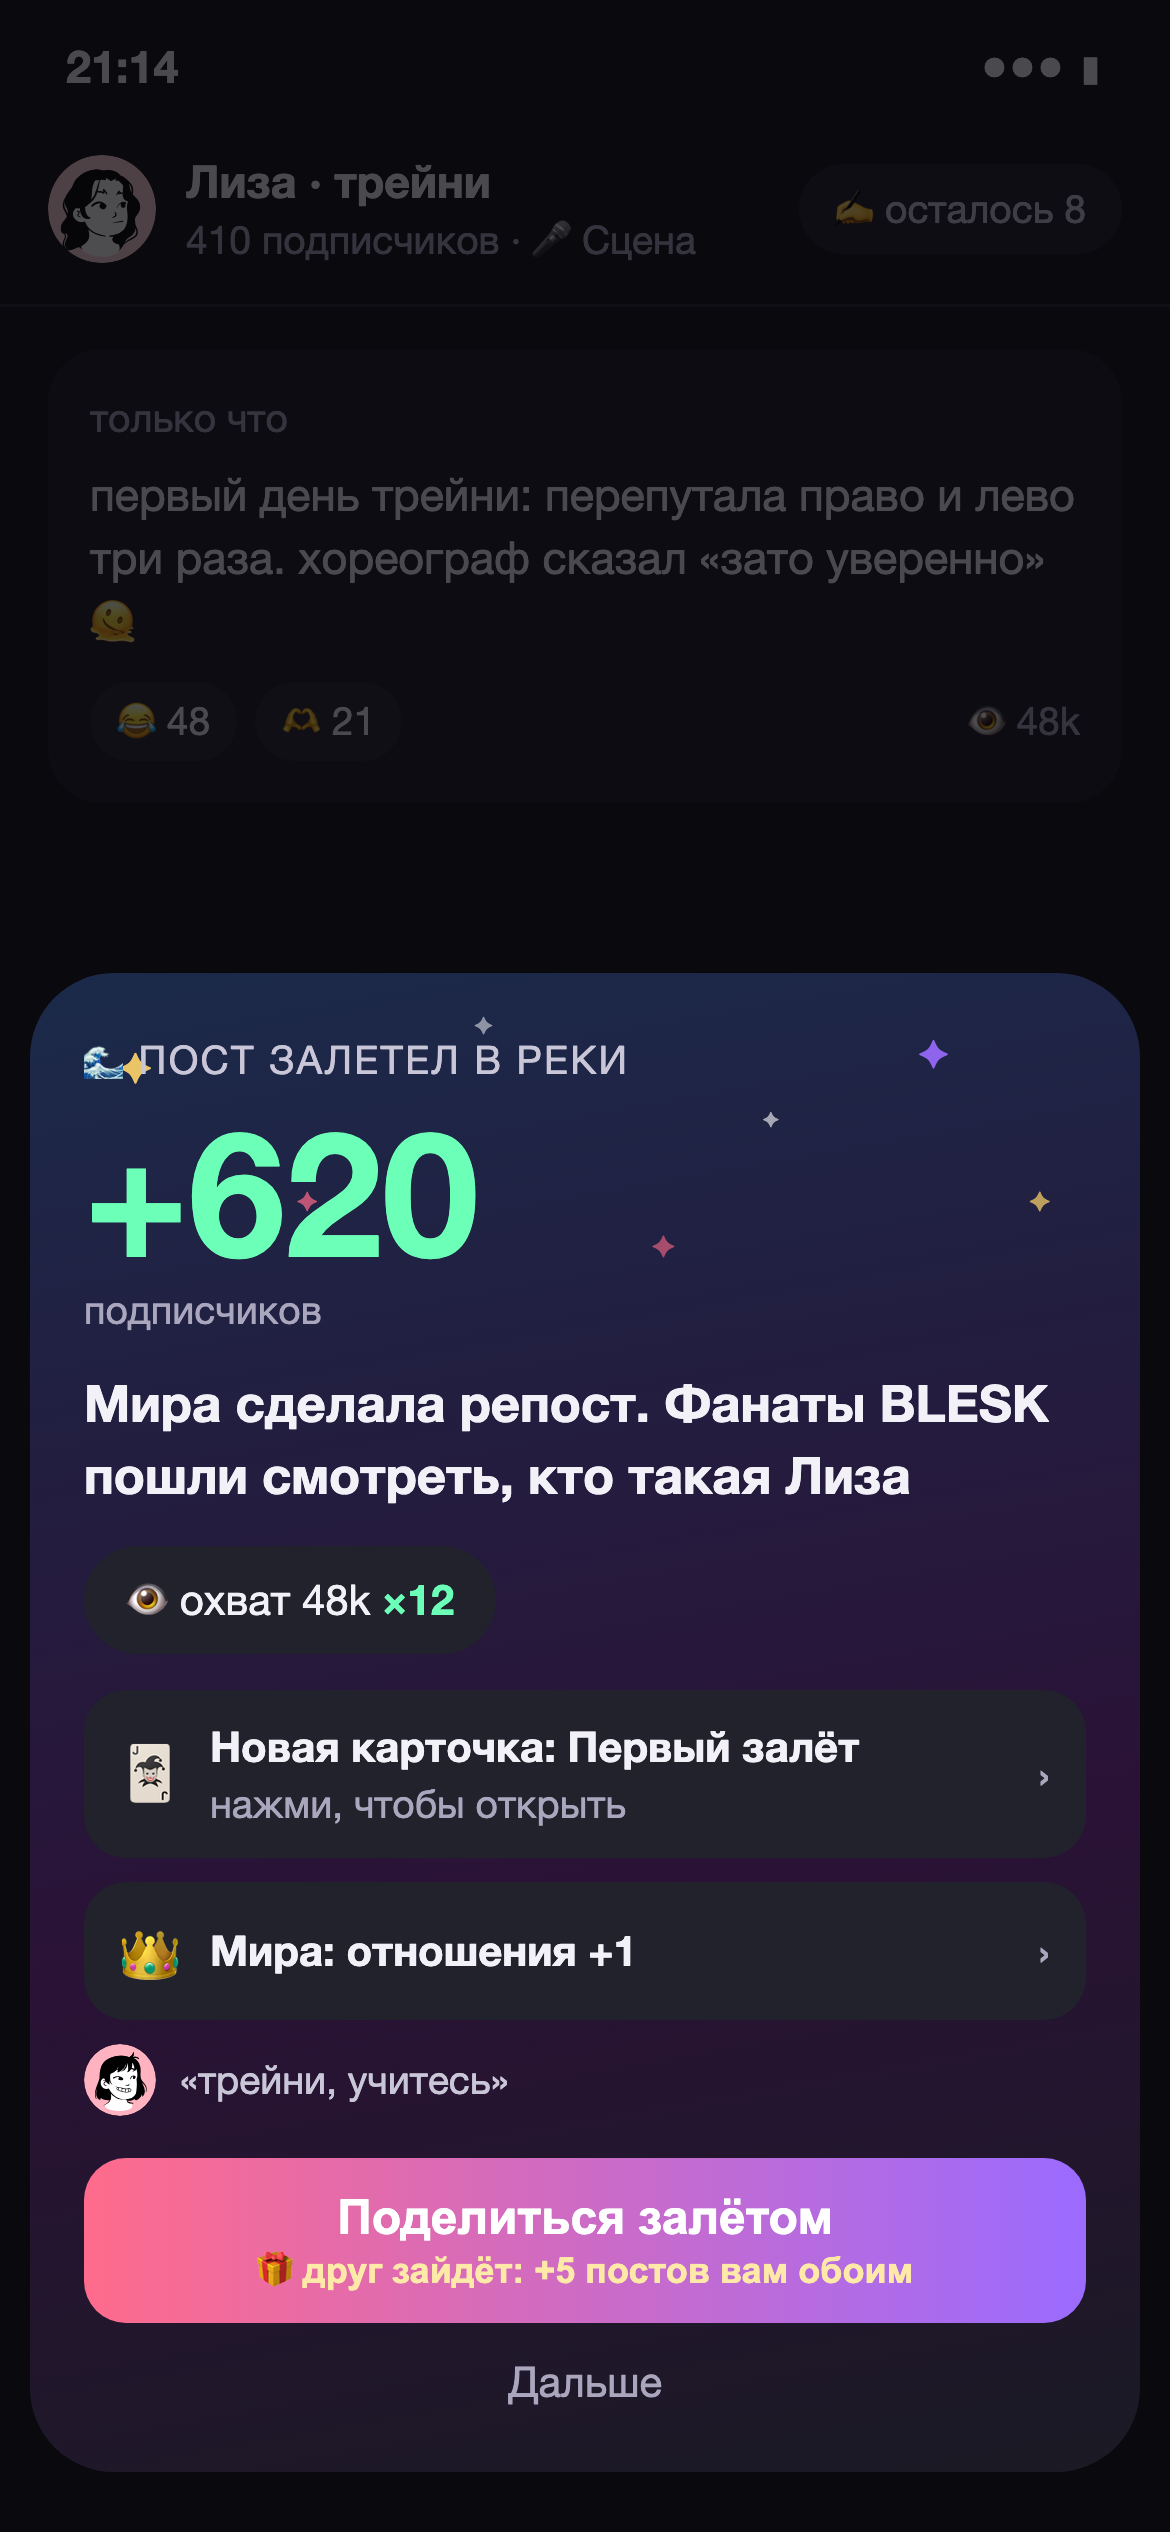 21:14
Лиза · трейни
410 подписчиков · 🎤 Сцена
✍️ осталось 8
только что
первый день трейни: перепутала право и лево
три раза. хореограф сказал «зато уверенно»
🫠
😂 48
🫶 21
👁️ 48k
🌊 ПОСТ ЗАЛЕТЕЛ В РЕКИ
+620
подписчиков
Мира сделала репост. Фанаты BLESK
пошли смотреть, кто такая Лиза
👁️ охват 48k ×12
🃏 Новая карточка: Первый залёт
нажми, чтобы открыть
›
👑 Мира: отношения +1 ›
«трейни, учитесь»
Поделиться залётом
🎁 друг зайдёт: +5 постов вам обоим
Дальше